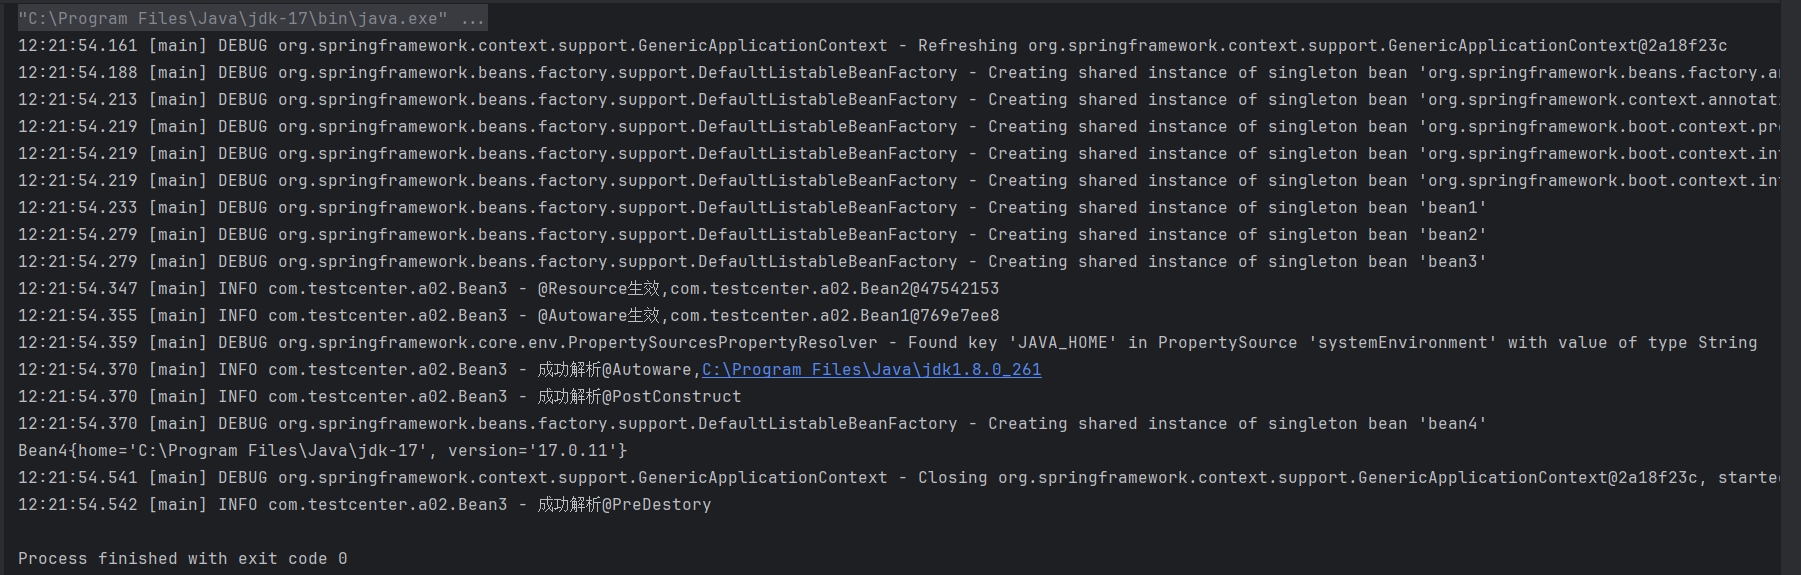 "C:\Program Files\Java\jdk-17\bin\java.exe" ...
12:21:54.161 [main] DEBUG org.springframework.context.support.GenericApplicationContext - Refreshing org.springframework.context.support.GenericApplicationContext@2a18f23c
12:21:54.188 [main] DEBUG org.springframework.beans.factory.support.DefaultListableBeanFactory - Creating shared instance of singleton bean 'org.springframework.beans.factory.an
12:21:54.213 [main] DEBUG org.springframework.beans.factory.support.DefaultListableBeanFactory - Creating shared instance of singleton bean 'org.springframework.context.annotati
12:21:54.219 [main] DEBUG org.springframework.beans.factory.support.DefaultListableBeanFactory - Creating shared instance of singleton bean 'org.springframework.boot.context.pro
12:21:54.219 [main] DEBUG org.springframework.beans.factory.support.DefaultListableBeanFactory - Creating shared instance of singleton bean 'org.springframework.boot.context.int
12:21:54.219 [main] DEBUG org.springframework.beans.factory.support.DefaultListableBeanFactory - Creating shared instance of singleton bean 'org.springframework.boot.context.int
12:21:54.233 [main] DEBUG org.springframework.beans.factory.support.DefaultListableBeanFactory - Creating shared instance of singleton bean 'bean1'
12:21:54.279 [main] DEBUG org.springframework.beans.factory.support.DefaultListableBeanFactory - Creating shared instance of singleton bean 'bean2'
12:21:54.279 [main] DEBUG org.springframework.beans.factory.support.DefaultListableBeanFactory - Creating shared instance of singleton bean 'bean3'
12:21:54.347 [main] INFO com.testcenter.a02.Bean3 - @Resource生效,com.testcenter.a02.Bean2@47542153
12:21:54.355 [main] INFO com.testcenter.a02.Bean3 - @Autoware生效,com.testcenter.a02.Bean1@769e7ee8
12:21:54.359 [main] DEBUG org.springframework.core.env.PropertySourcesPropertyResolver - Found key 'JAVA_HOME' in PropertySource 'systemEnvironment' with value of type String
12:21:54.370 [main] INFO com.testcenter.a02.Bean3 - 成功解析@Autoware,C:\Program Files\Java\jdk1.8.0_261
12:21:54.370 [main] INFO com.testcenter.a02.Bean3 - 成功解析@PostConstruct
12:21:54.370 [main] DEBUG org.springframework.beans.factory.support.DefaultListableBeanFactory - Creating shared instance of singleton bean 'bean4'
Bean4{home='C:\Program Files\Java\jdk-17', version='17.0.11'}
12:21:54.541 [main] DEBUG org.springframework.context.support.GenericApplicationContext - Closing org.springframework.context.support.GenericApplicationContext@2a18f23c, started
12:21:54.542 [main] INFO com.testcenter.a02.Bean3 - 成功解析@PreDestory
Process finished with exit code 0